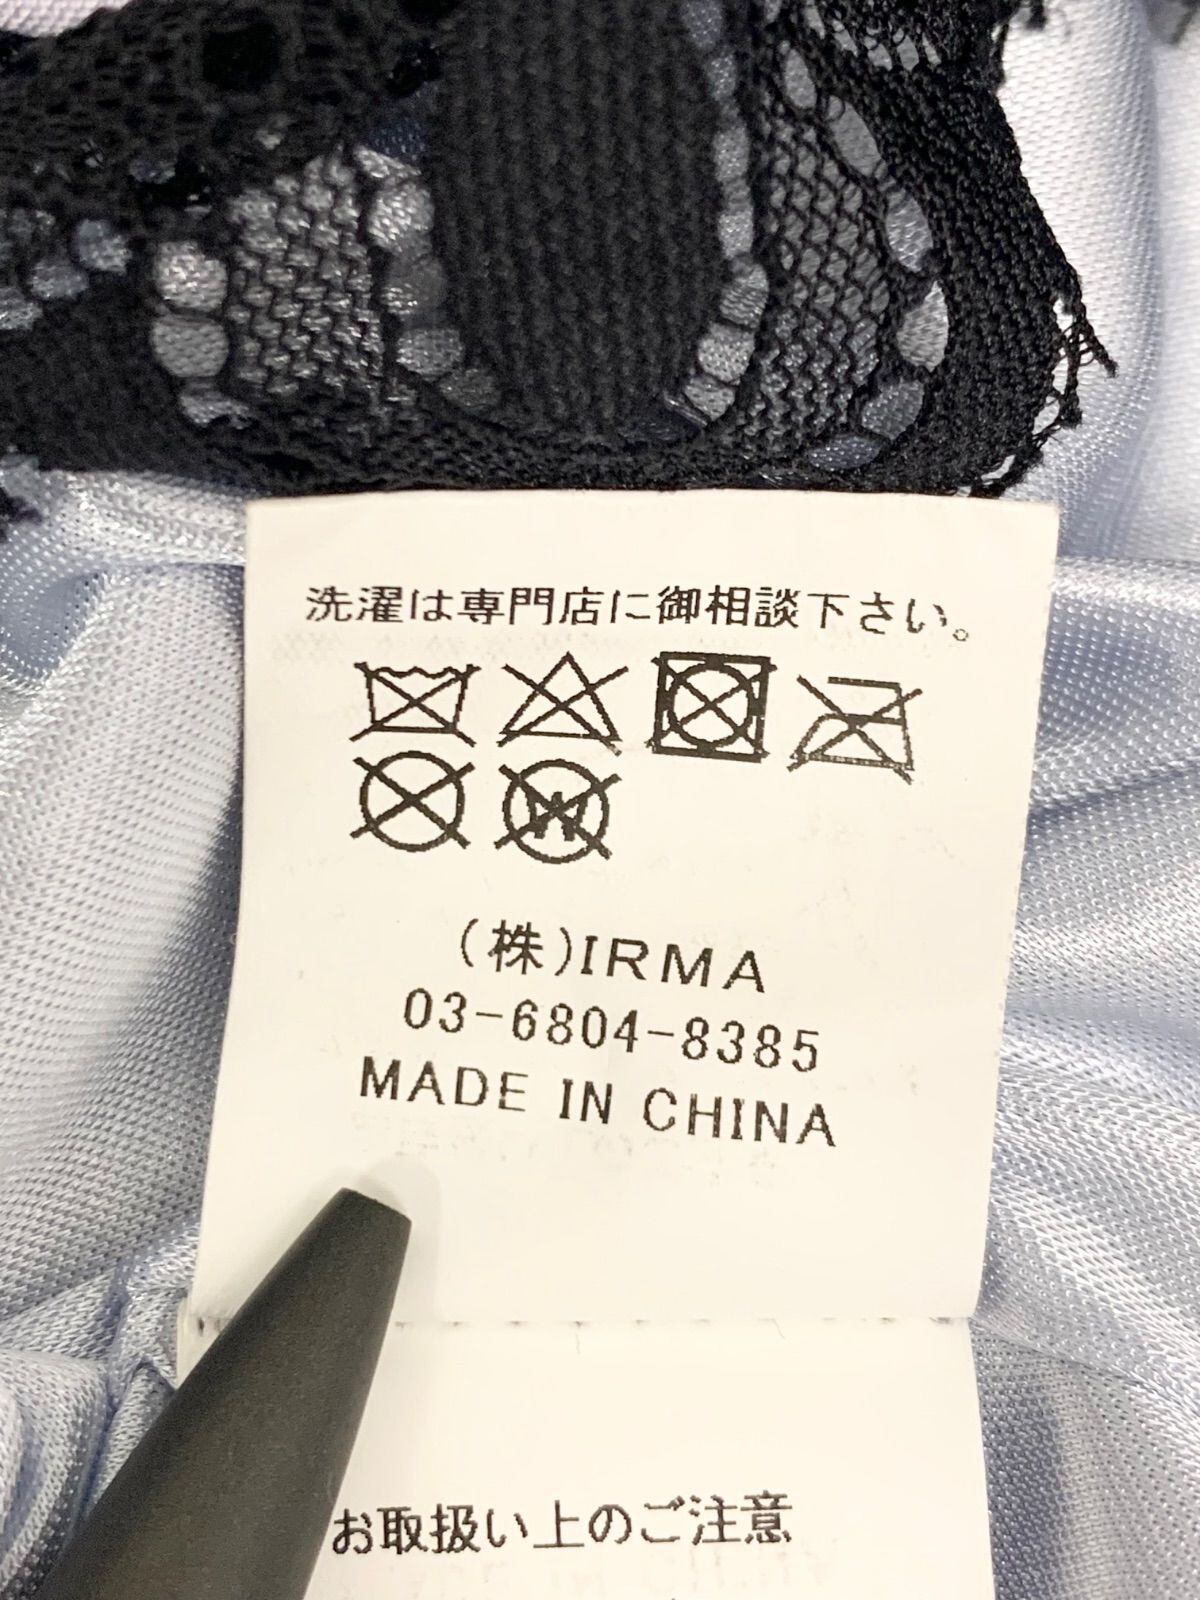 洗濯は専門店に御相談下さい。
W
(株)IRMA
03-6804-8385
MADE IN CHINA
お取扱い上のご注意